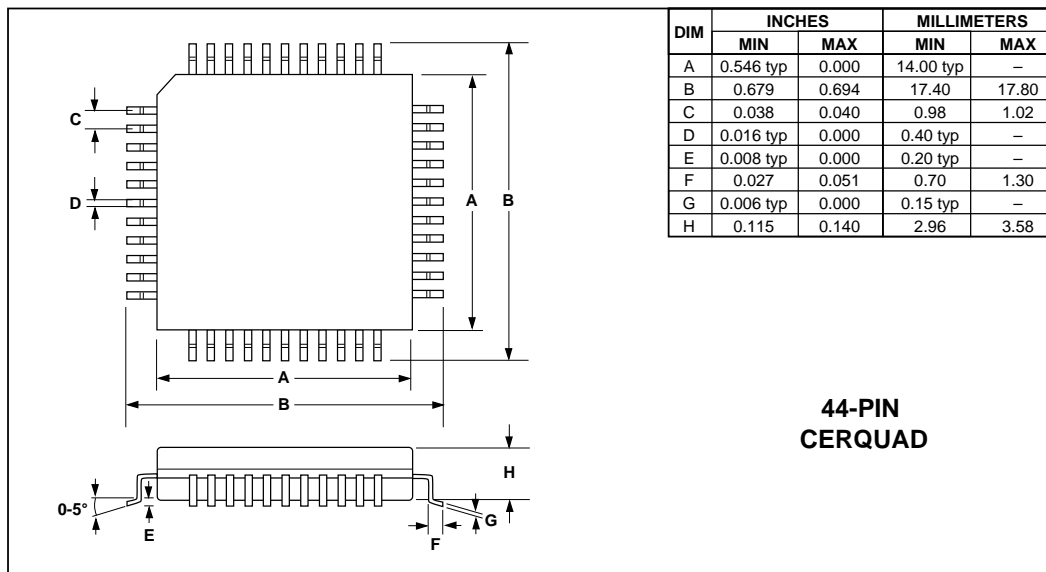 C
D
A
B
A
B
0-5°
E
H
G
F
DIM INCHES MILLIMETERS
MIN MAX MIN MAX
A 0.546 typ 0.000 14.00 typ –
B 0.679 0.694 17.40 17.80
C 0.038 0.040 0.98 1.02
D 0.016 typ 0.000 0.40 typ –
E 0.008 typ 0.000 0.20 typ –
F 0.027 0.051 0.70 1.30
G 0.006 typ 0.000 0.15 typ –
H 0.115 0.140 2.96 3.58
44-PIN
CERQUAD